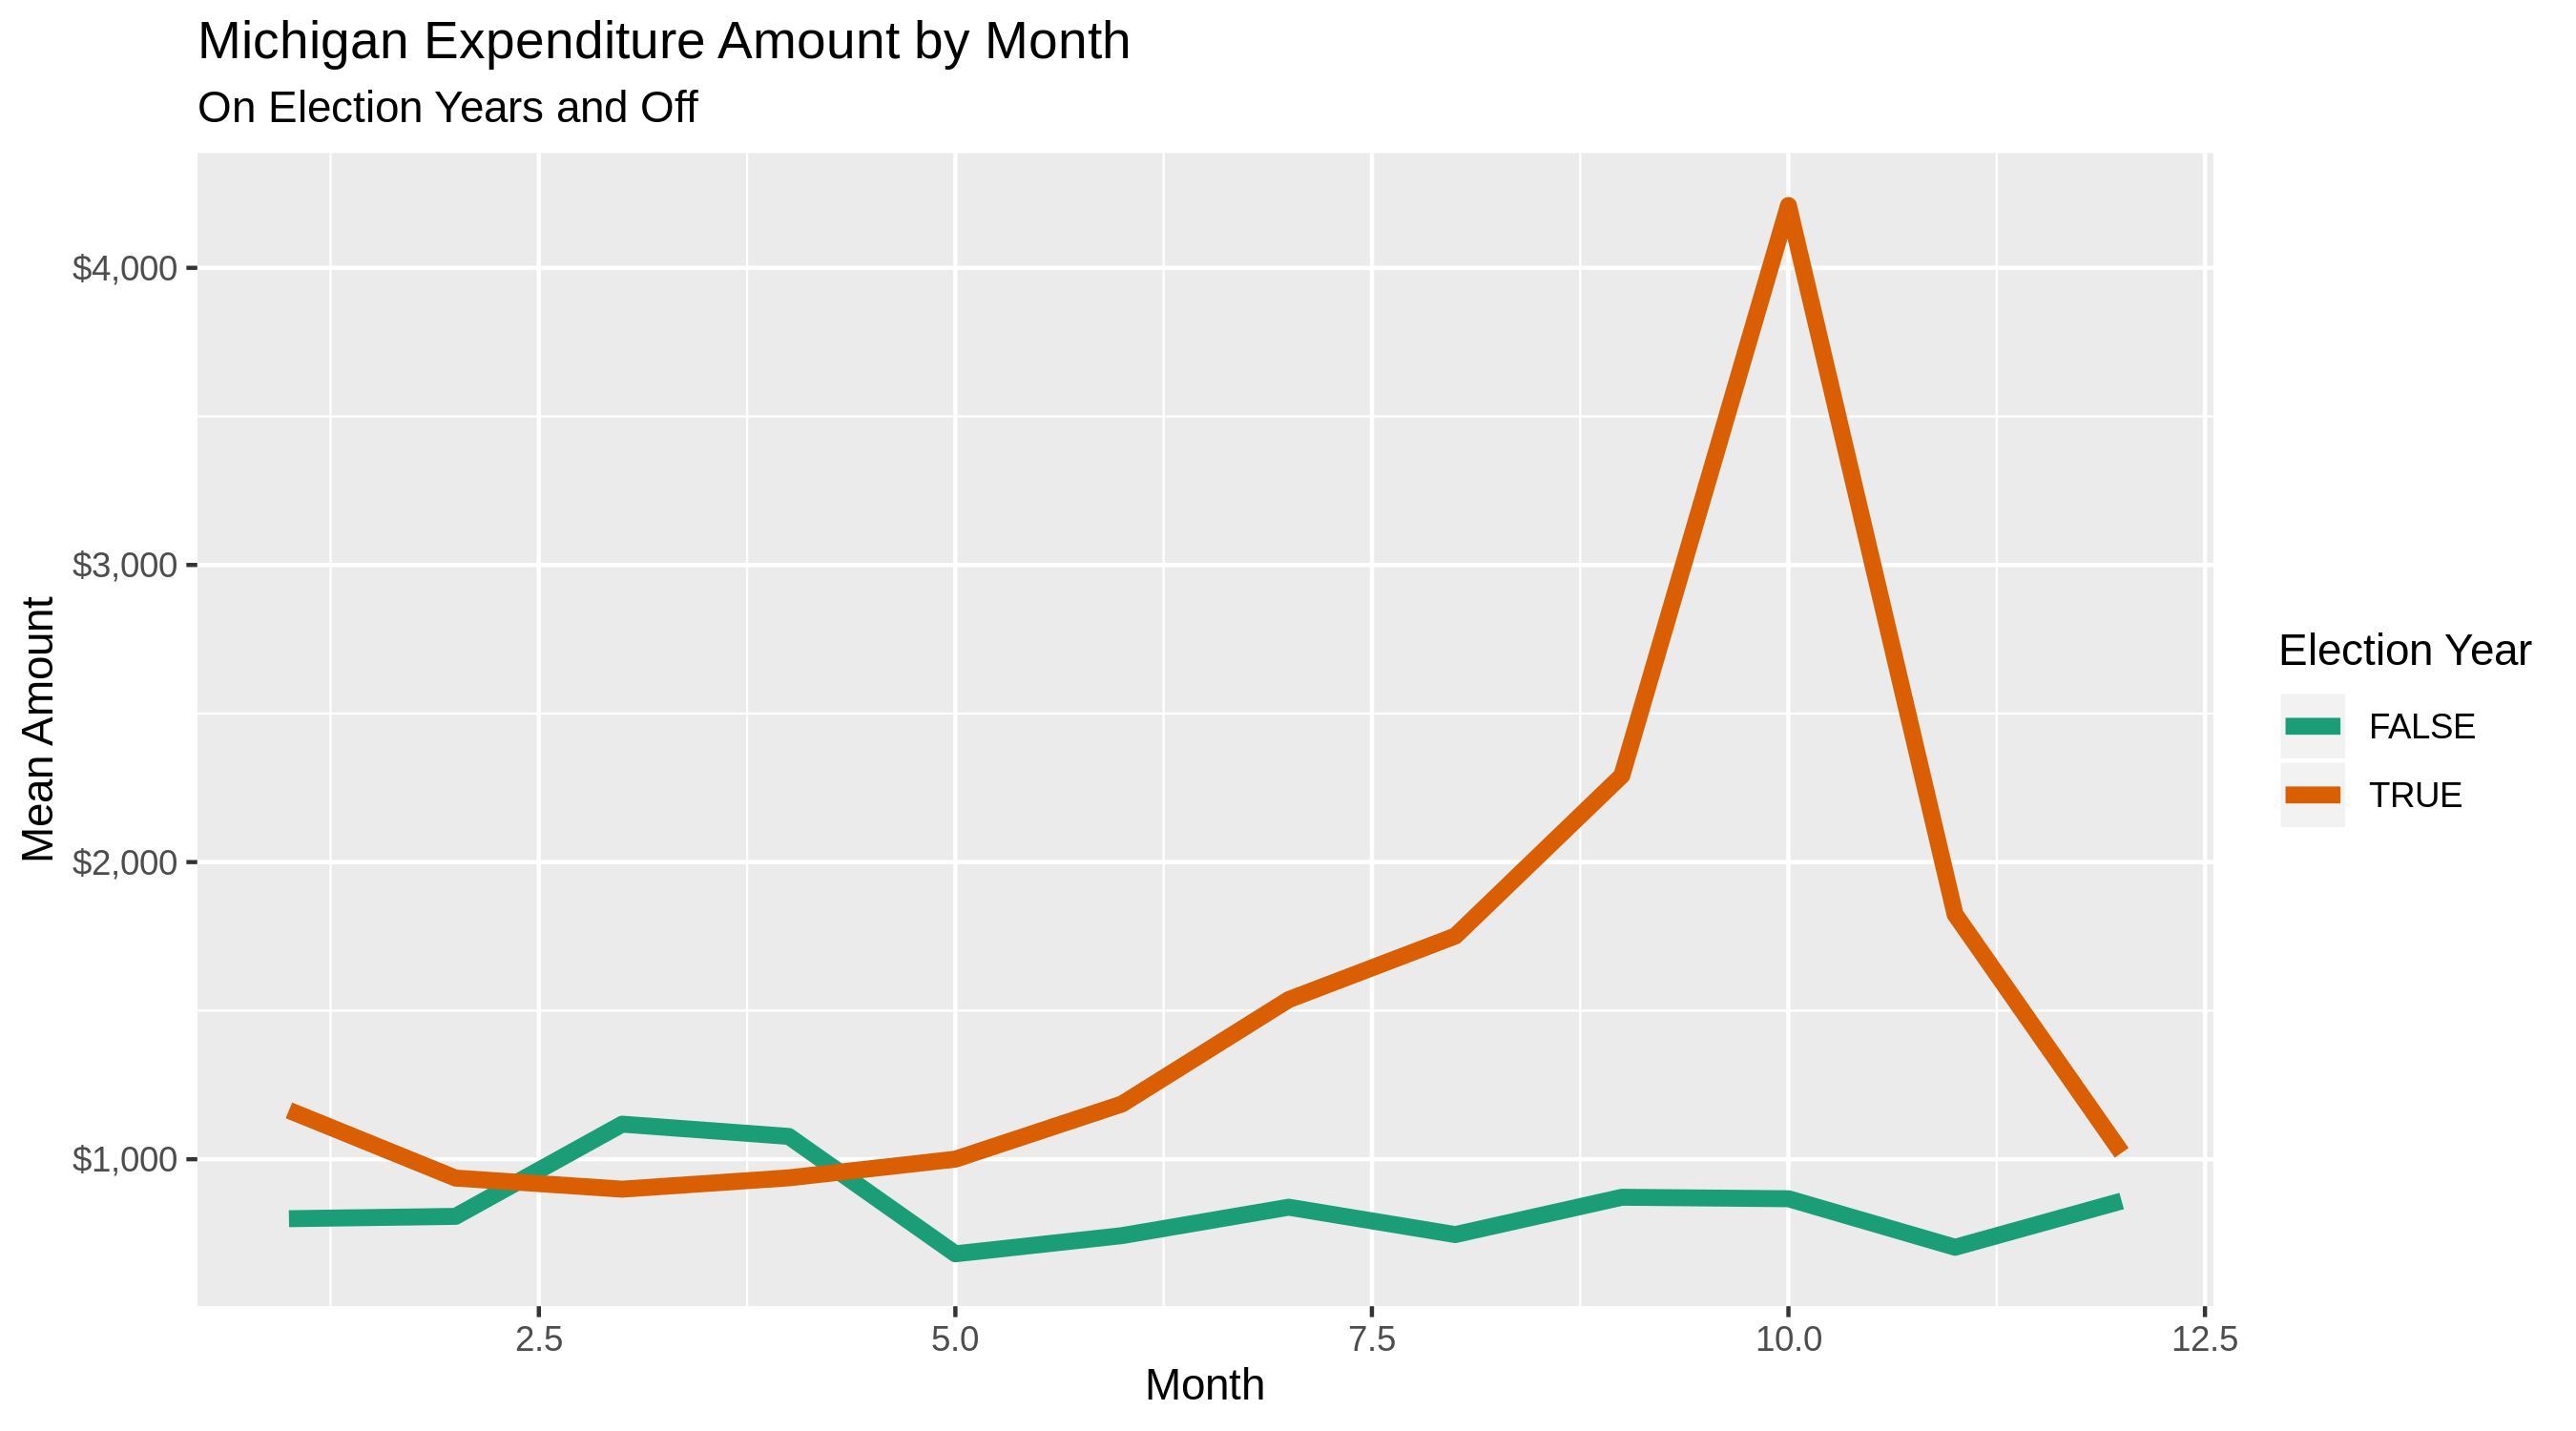 Michigan Expenditure Amount by Month
On Election Years and Off
Mean Amount
$4,000
$3,000
$2,000
$1,000
2.5
5.0
7.5
10.0
12.5
Month
Election Year
FALSE
TRUE